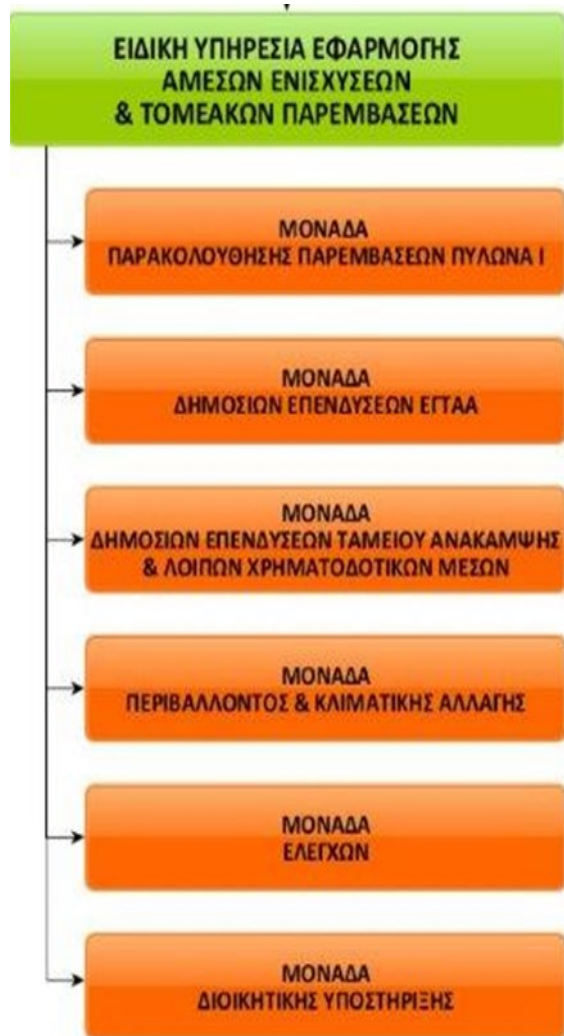 ΕΙΔΙΚΗ ΥΠΗΡΕΣΙΑ ΕΦΑΡΜΟΓΗΣ
ΑΜΕΣΩΝ ΕΝΙΣΧΥΣΕΩΝ
& ΤΟΜΕΑΚΩΝ ΠΑΡΕΜΒΑΣΕΩΝ
ΜΟΝΑΔΑ
ΠΑΡΑΚΟΛΟΥΘΗΣΗΣ ΠΑΡΕΜΒΑΣΕΩΝ ΠΥΛΩΝΑ Ι
ΜΟΝΑΔΑ
ΔΗΜΟΣΙΩΝ ΕΠΕΝΔΥΣΕΩΝ ΕΓΤΑΑ
ΜΟΝΑΔΑ
ΔΗΜΟΣΙΩΝ ΕΠΕΝΔΥΣΕΩΝ ΤΑΜΕΙΟΥ ΑΝΑΚΑΜΨΗΣ
& ΛΟΙΠΩΝ ΧΡΗΜΑΤΟΔΟΤΙΚΩΝ ΜΕΣΩΝ
ΜΟΝΑΔΑ
ΠΕΡΙΒΑΛΛΟΝΤΟΣ & ΚΛΙΜΑΤΙΚΗΣ ΑΛΛΑΓΗΣ
ΜΟΝΑΔΑ
ΕΛΕΓΧΩΝ
ΜΟΝΑΔΑ
ΔΙΟΙΚΗΤΙΚΗΣ ΥΠΟΣΤΗΡΙΞΗΣ